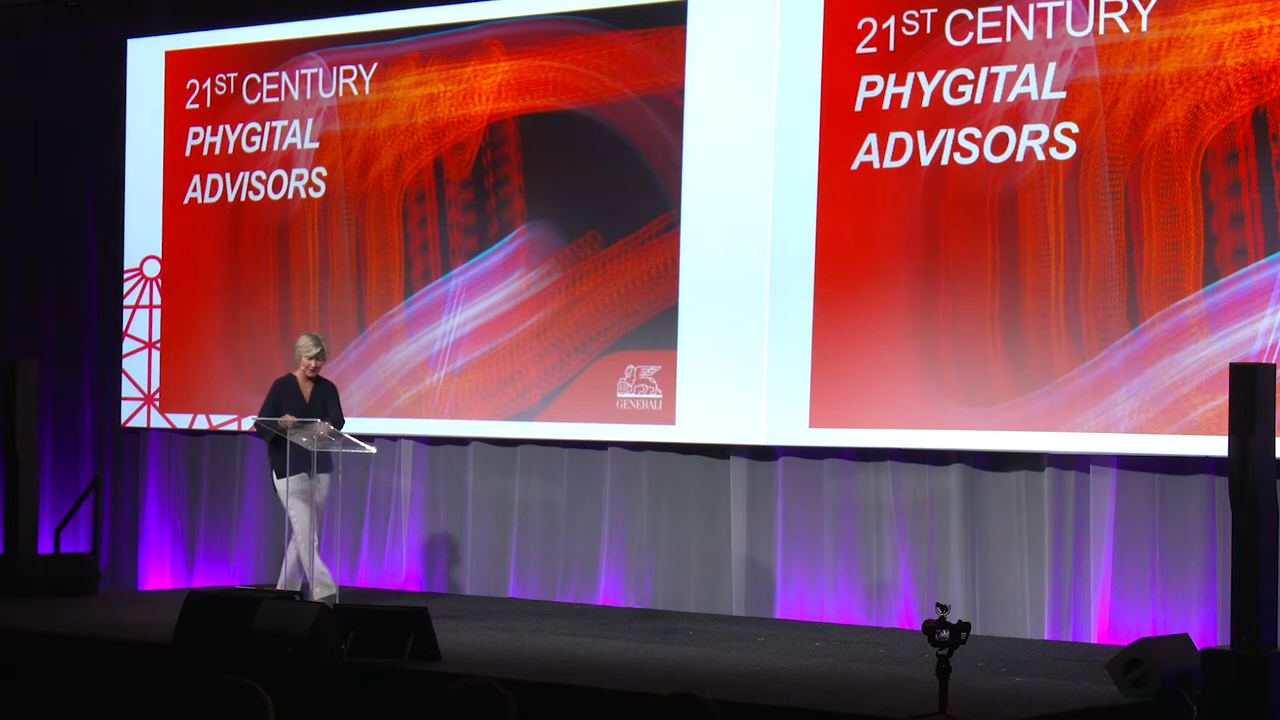 21ST CENTURY
PHYGITAL
ADVISORS
GENERALI
21ST CENTURY
PHYGITAL
ADVISORS